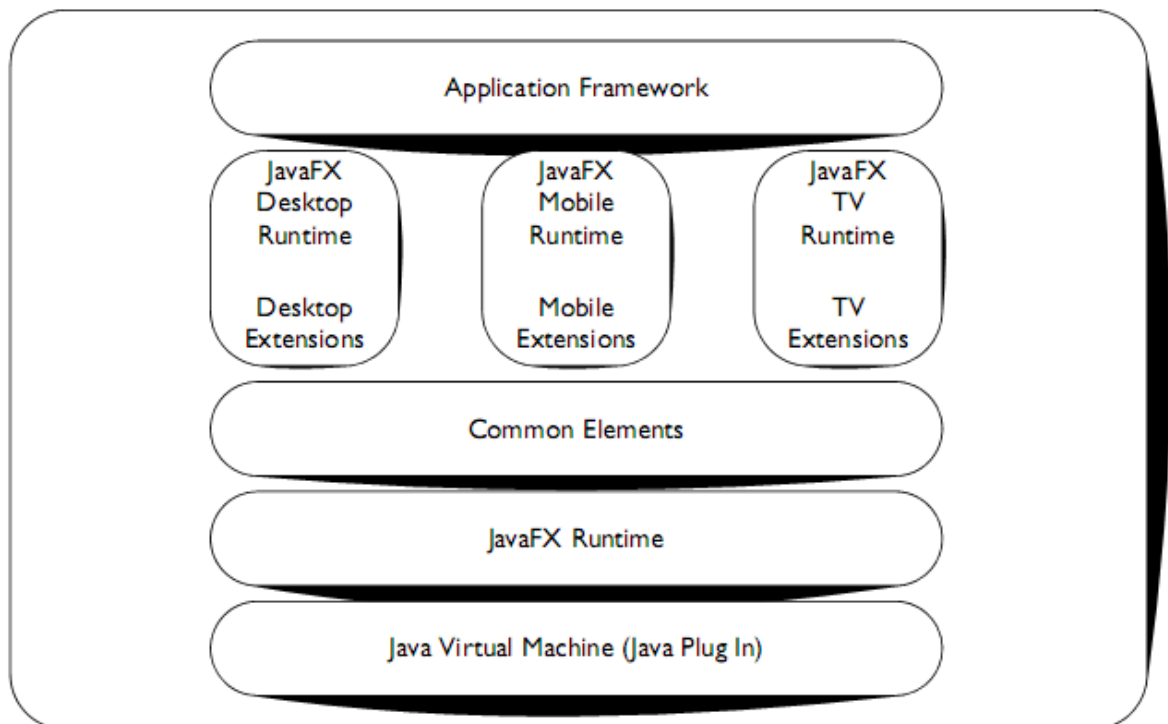 Application Framework
JavaFX
Desktop
Runtime
Desktop
Extensions
JavaFX
Mobile
Runtime
Mobile
Extensions
JavaFX
TV
Runtime
TV
Extensions
Common Elements
JavaFX Runtime
Java Virtual Machine (Java Plug In)